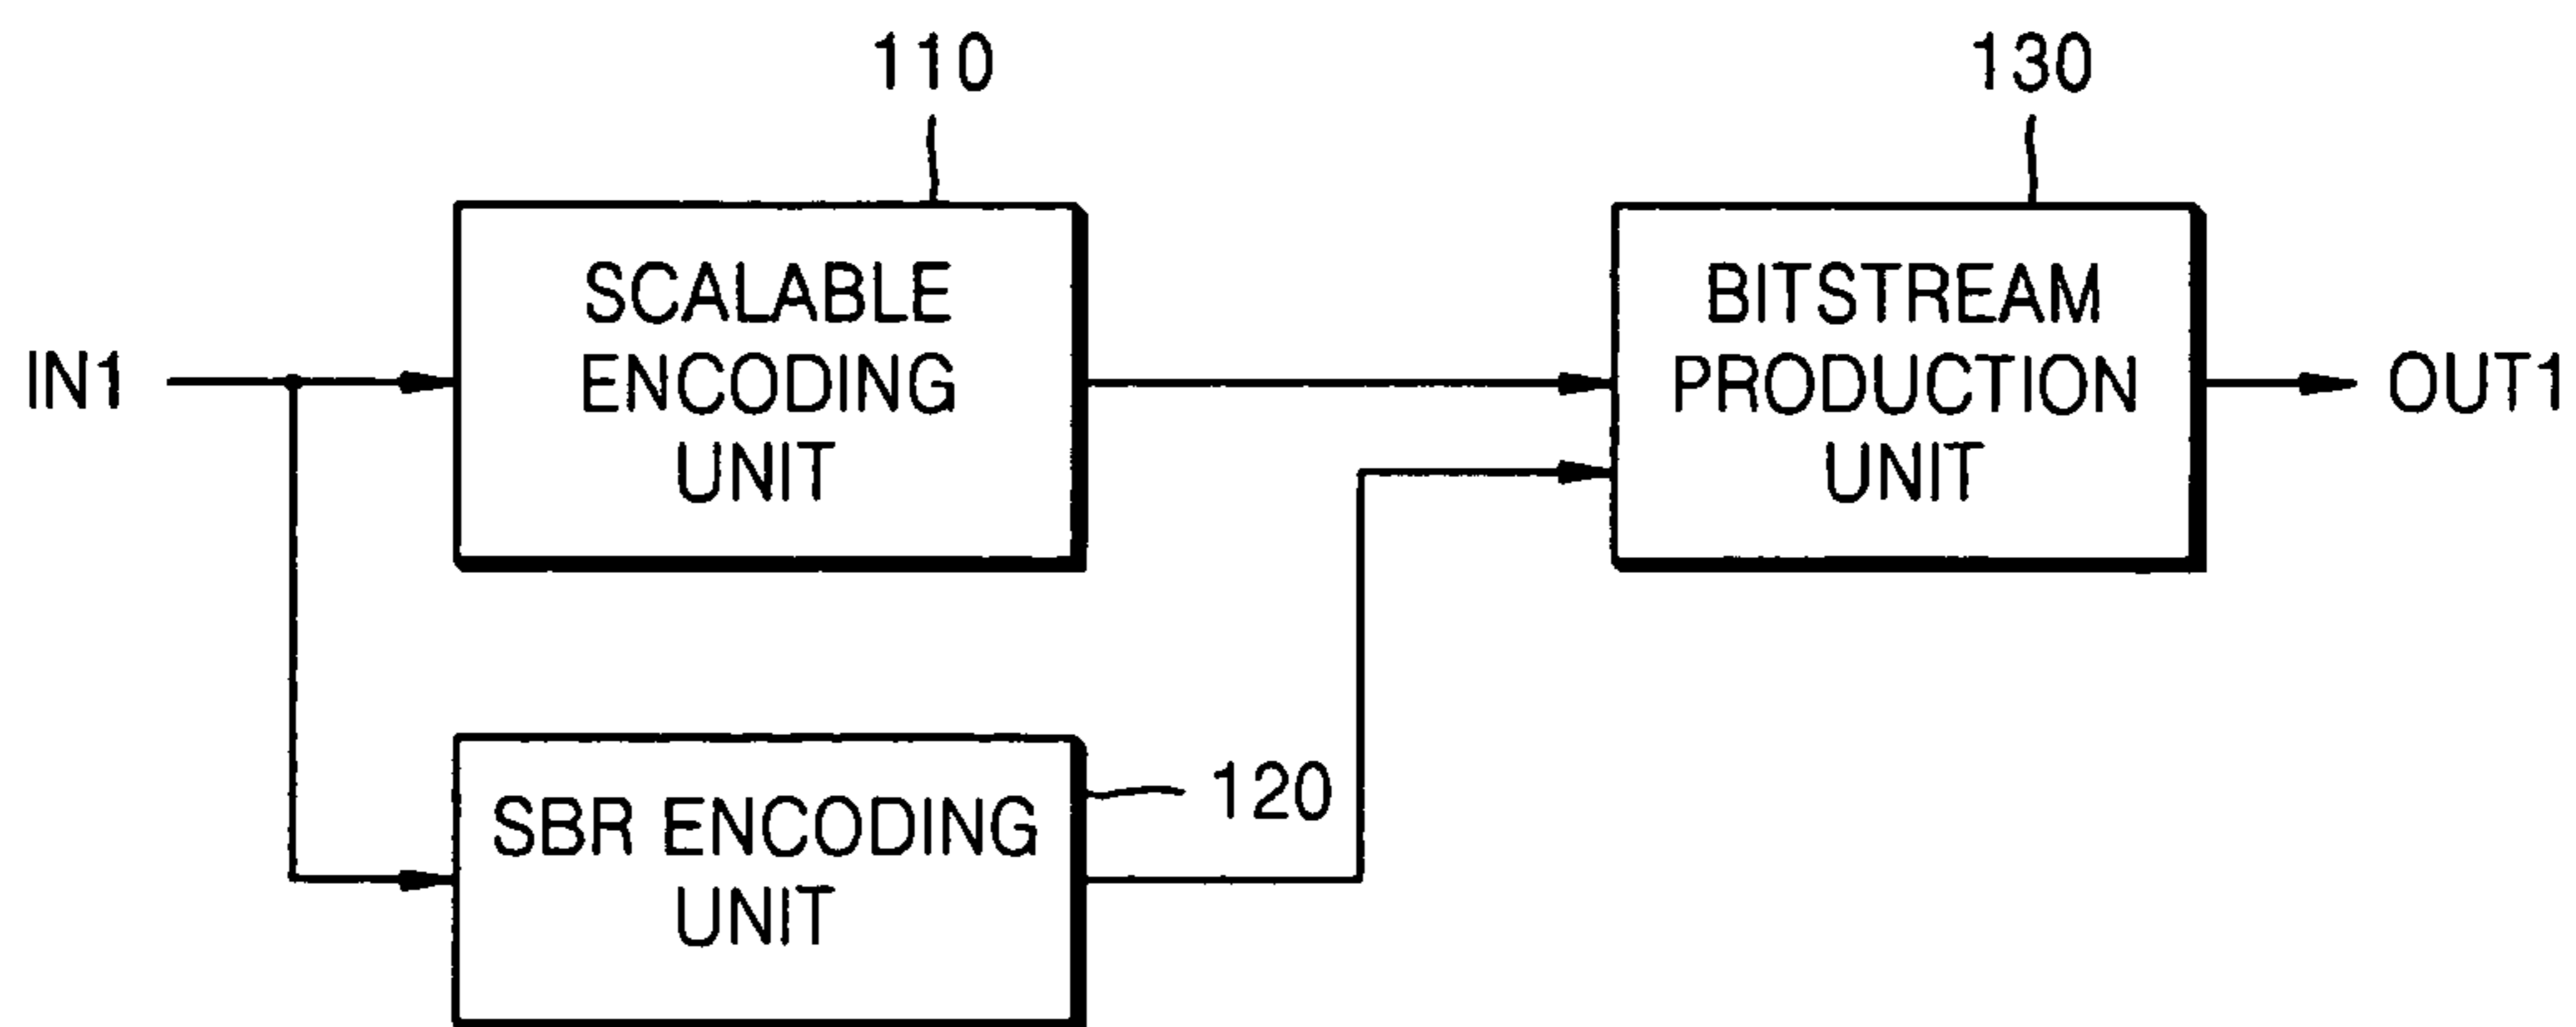 110
130
SCALABLE
ENCODING
UNIT
BITSTREAM
PRODUCTION
UNIT
IN1
OUT1
120
SBR ENCODING
UNIT